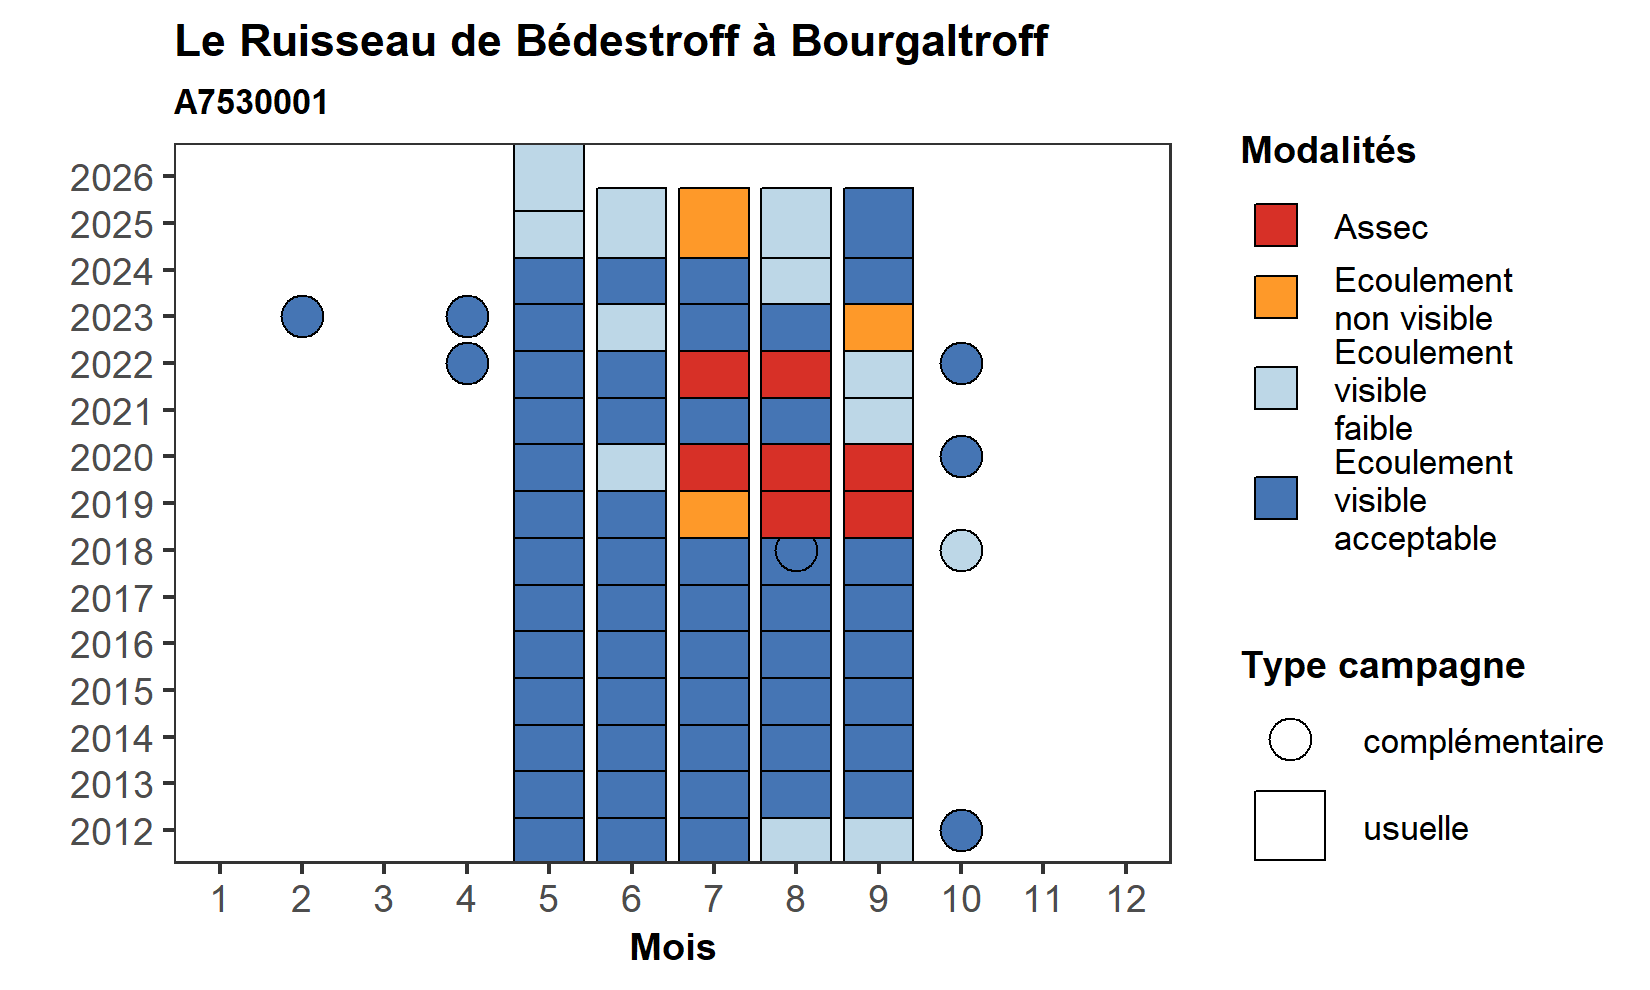 Le Ruisseau de Bédestroff à Bourgaltroff
A7530001
2026
2025
2024
2023
2022
2021
2020
2019
2018
2017
2016
2015
2014
2013
2012
1 2 3 4 5 6 7 8 9 10 11 12
Mois
Modalités
Assec
Ecoulement
non visible
Ecoulement
visible
faible
Ecoulement
visible
acceptable
Type campagne
complémentaire
usuelle